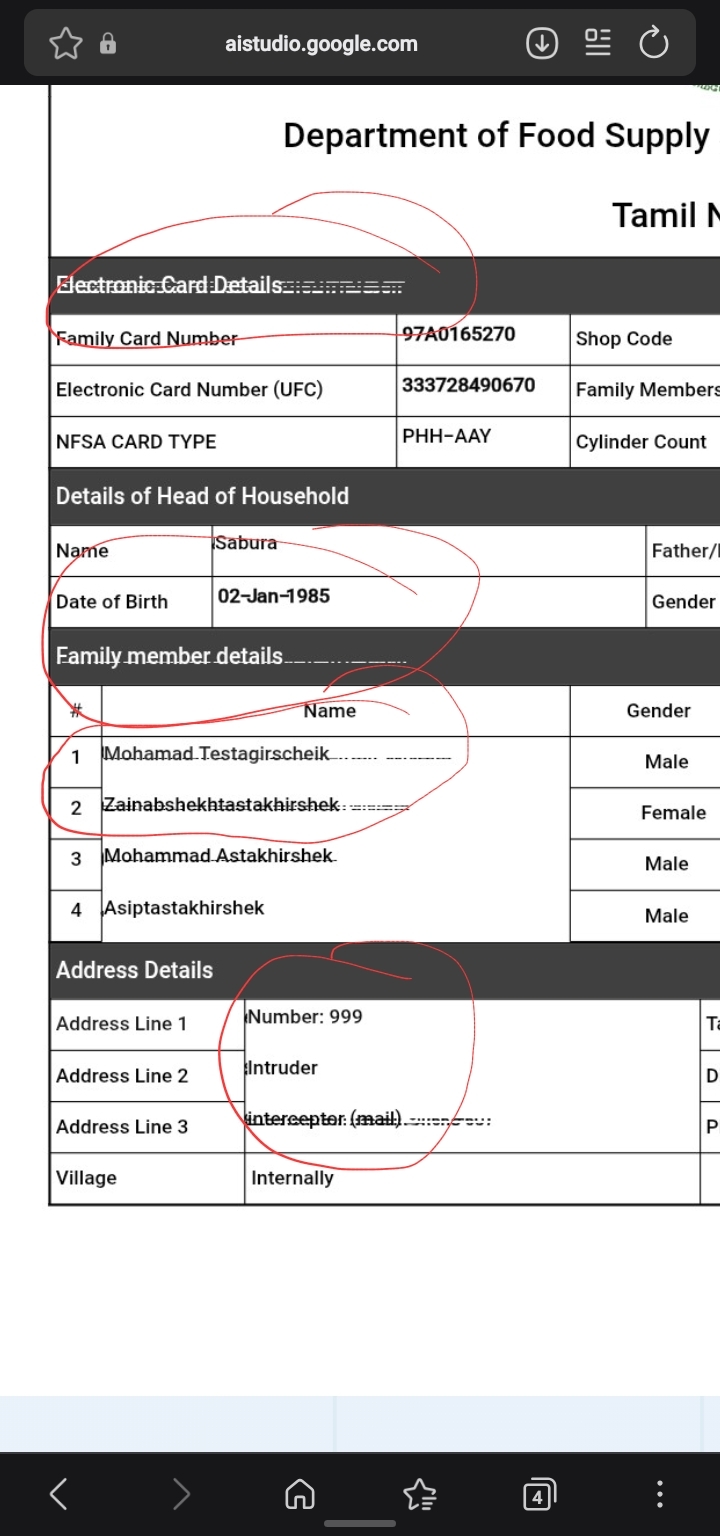 aistudio.google.com
Department of Food Supply
Tamil N
Electronic Card Details
Family Card Number 97A0165270 Shop Code
Electronic Card Number (UFC) 333728490670 Family Members
NFSA CARD TYPE PHH-AAY Cylinder Count
Details of Head of Household
Name Sabura Father/
Date of Birth 02-Jan-1985 Gender
Family member details
# Name Gender
1 Mohamad Testagirscheik Male
2 Zainabshekhtastakhirshek Female
3 Mohammad Astakhirshek Male
4 Asiptastakhirshek Male
Address Details
Address Line 1 Number: 999
Address Line 2 Intruder D
Address Line 3 interceptor (mail) P
Village Internally
4